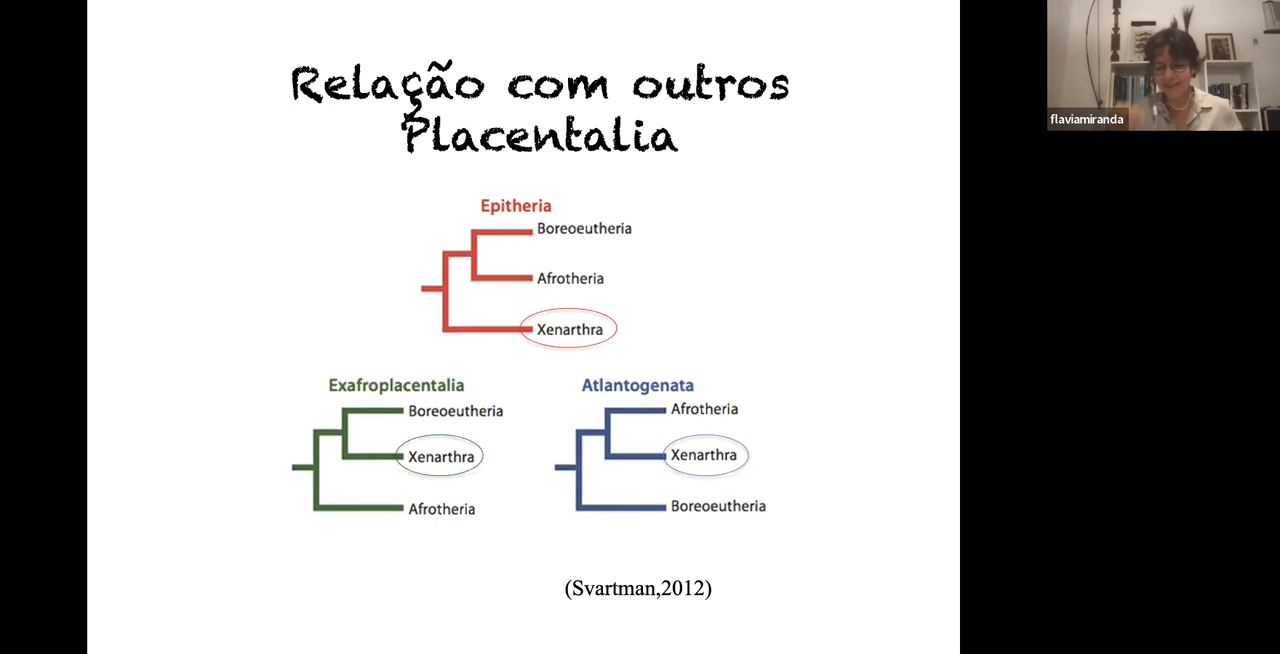 Relação com outros
Placentalia
flaviamiranda
Epitheria
Boreoeutheria
Afrotheria
Xenarthra
Exafroplacentalia
Boreoeutheria
Xenarthra
Afrotheria
Atlantogenata
Afrotheria
Xenarthra
Boreoeutheria
(Svartman,2012)